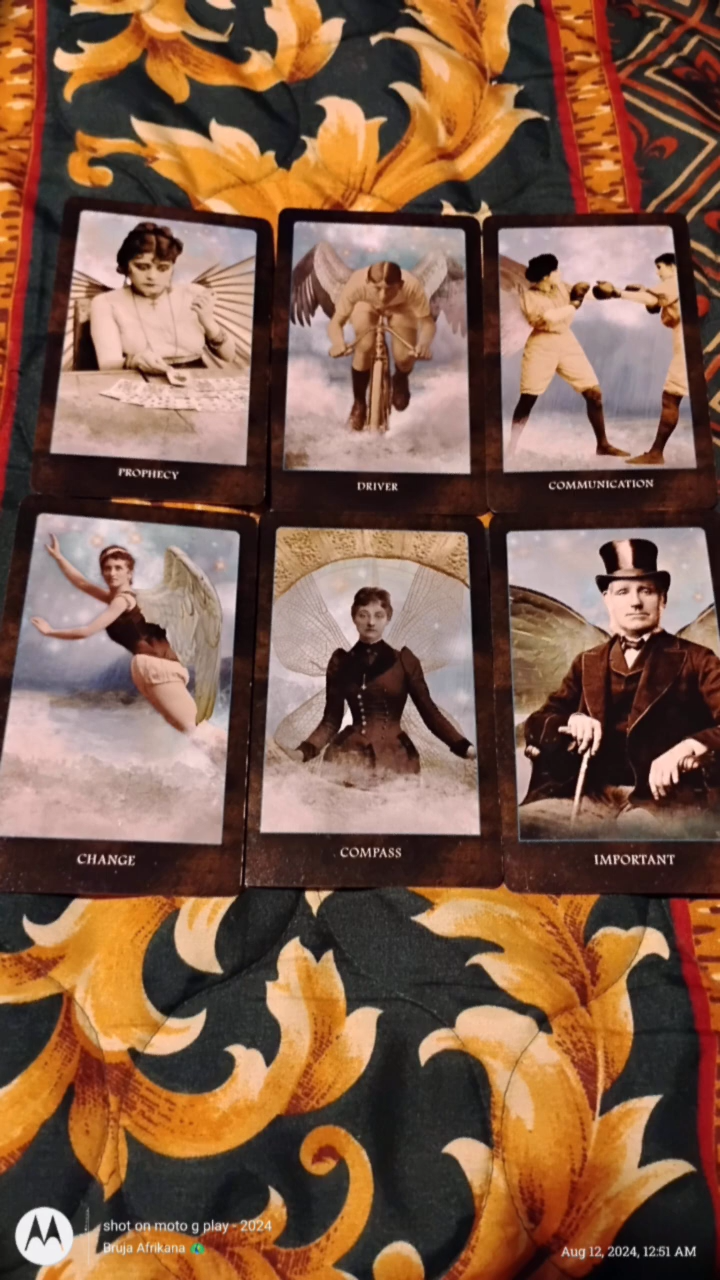 PROPHECY
DRIVER
COMMUNICATION
CHANGE
COMPASS
IMPORTANT
shot on moto g play - 2024
Bruja Afrikana
Aug 12, 2024, 12:51 AM